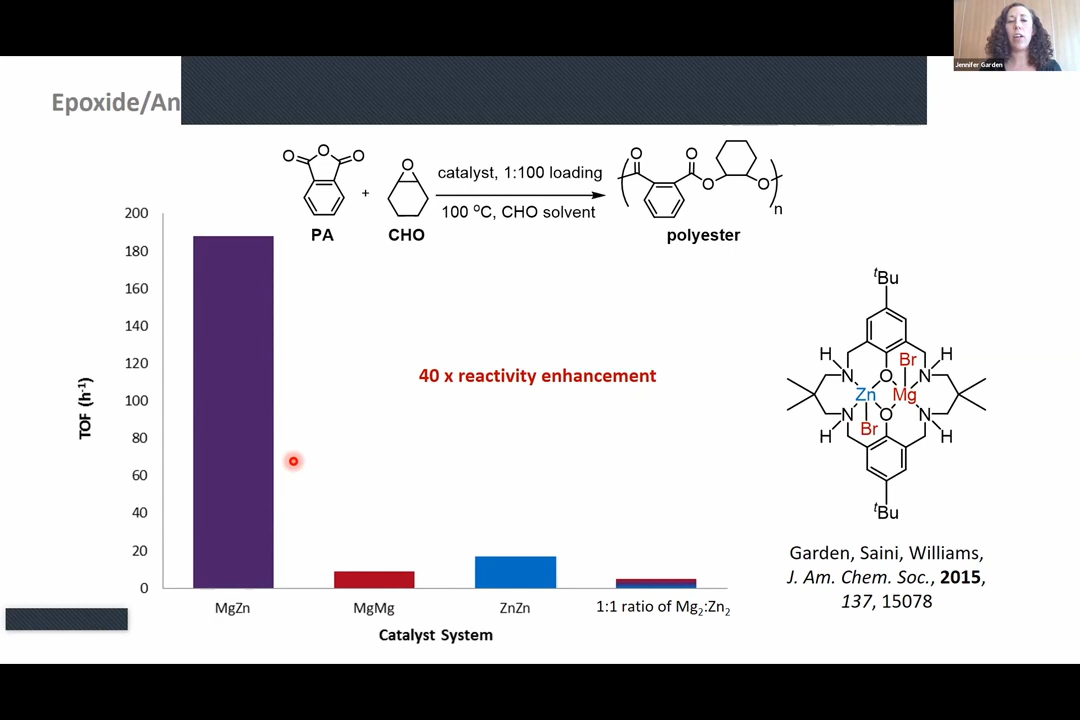 Jennifer Garden
Epoxide/An
O O O
O
catalyst, 1:100 loading
+
100 °C, CHO solvent
O O
O O
n
PA
CHO
polyester
200
180
160
140
120
100
80
60
40
20
0
TOF (h-1)
40 x reactivity enhancement
MgZn
MgMg
ZnZn
1:1 ratio of Mg2:Zn2
Catalyst System
tBu
H Br H
N O N
Zn Mg
N O N
H Br H
tBu
Garden, Saini, Williams,
J. Am. Chem. Soc., 2015,
137, 15078